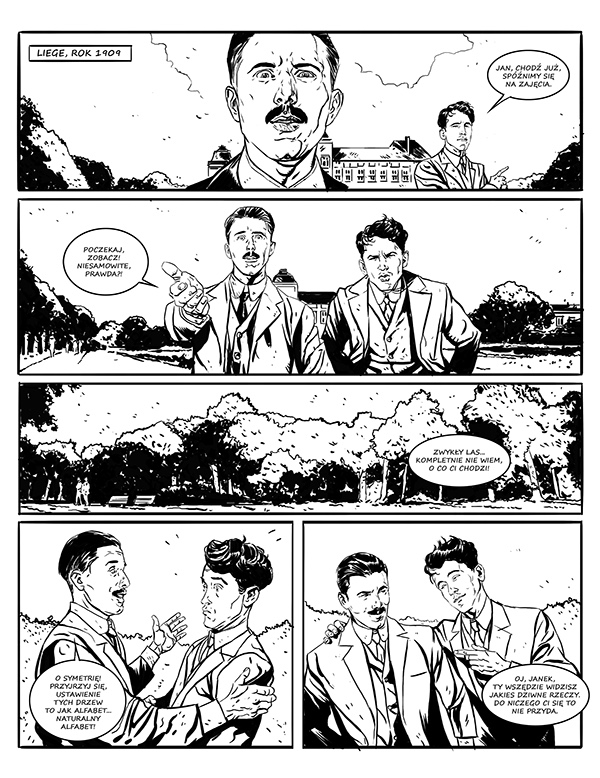 LIEGE, ROK 1909
JAN, CHODŹ JUŻ,
SPÓŹNIMY SIĘ
NA ZAJĘCIA.
POCZEKAJ,
ZOBACZ!
NIESAMOWITE,
PRAWDA?!
ZWYKŁY LAS...
KOMPLETNIE NIE WIEM,
O CO CI CHODZI!
O SYMETRIĘ!
PRZYJRZYJ SIĘ,
USTAWIENIE
TYCH DRZEW
TO JAK ALFABET...
NATURALNY
ALFABET!
OJ, JANEK,
TY WSZĘDZIE WIDZISZ
JAKIEŚ DZIWNE RZECZY.
DO NICZEGO CI SIĘ TO
NIE PRZYDA.